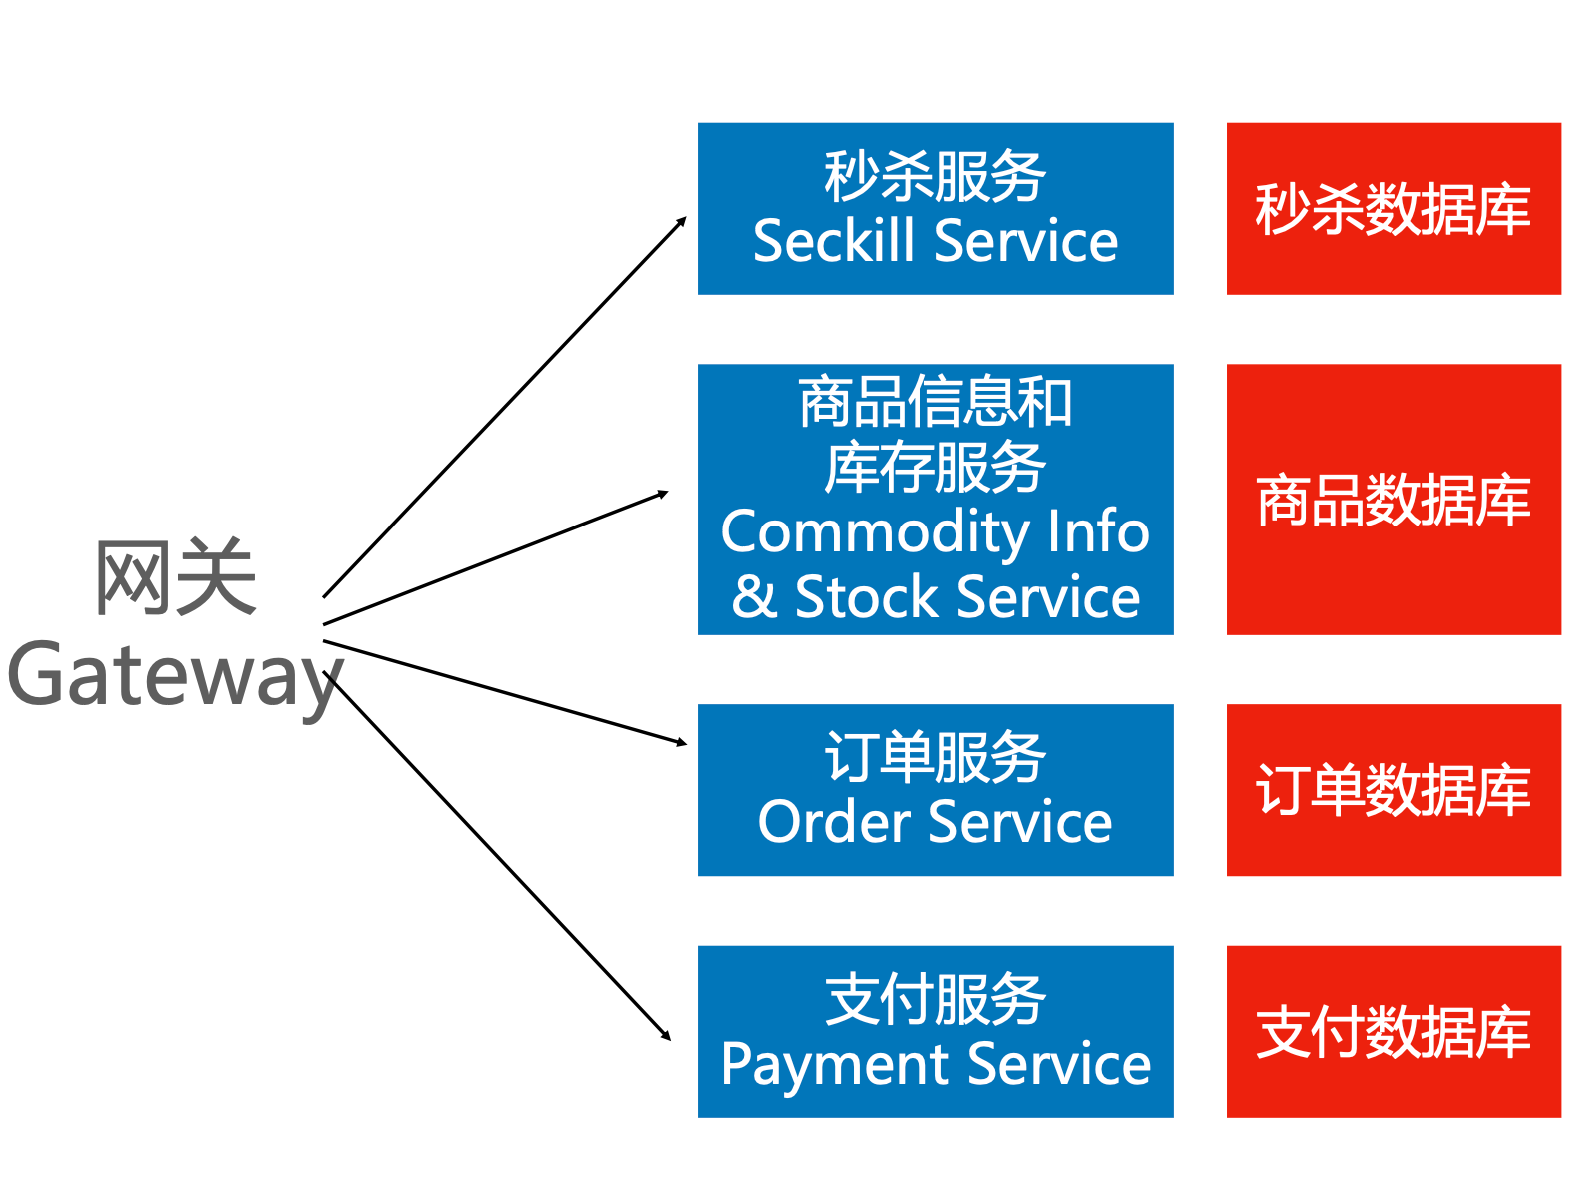 网关
Gateway
秒杀服务
Seckill Service
秒杀数据库
商品信息和
库存服务
Commodity Info
& Stock Service
商品数据库
订单服务
Order Service
订单数据库
支付服务
Payment Service
支付数据库